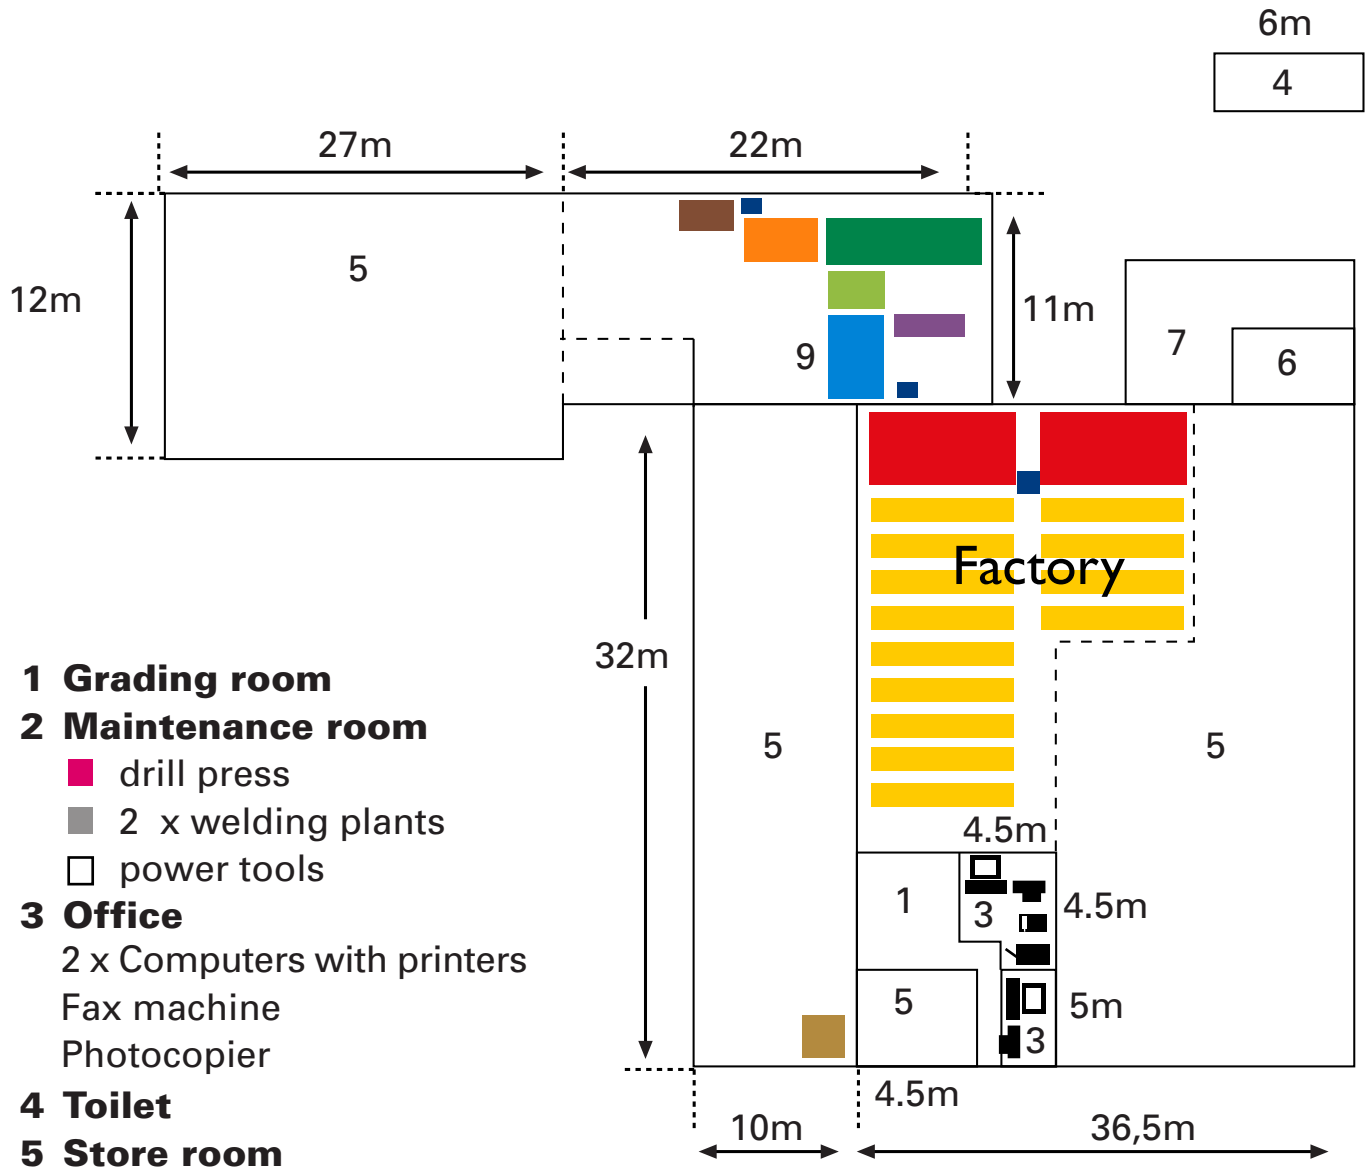 6m
4
27m
22m
5
12m
11m
7
6
9
Factory
32m
1 Grading room
2 Maintenance room
drill press
2 x welding plants
power tools
3 Office
2 x Computers with printers
Fax machine
Photocopier
4 Toilet
5 Store room
5
5
4.5m
1
3
4.5m
5
5m
3
4.5m
10m
36,5m